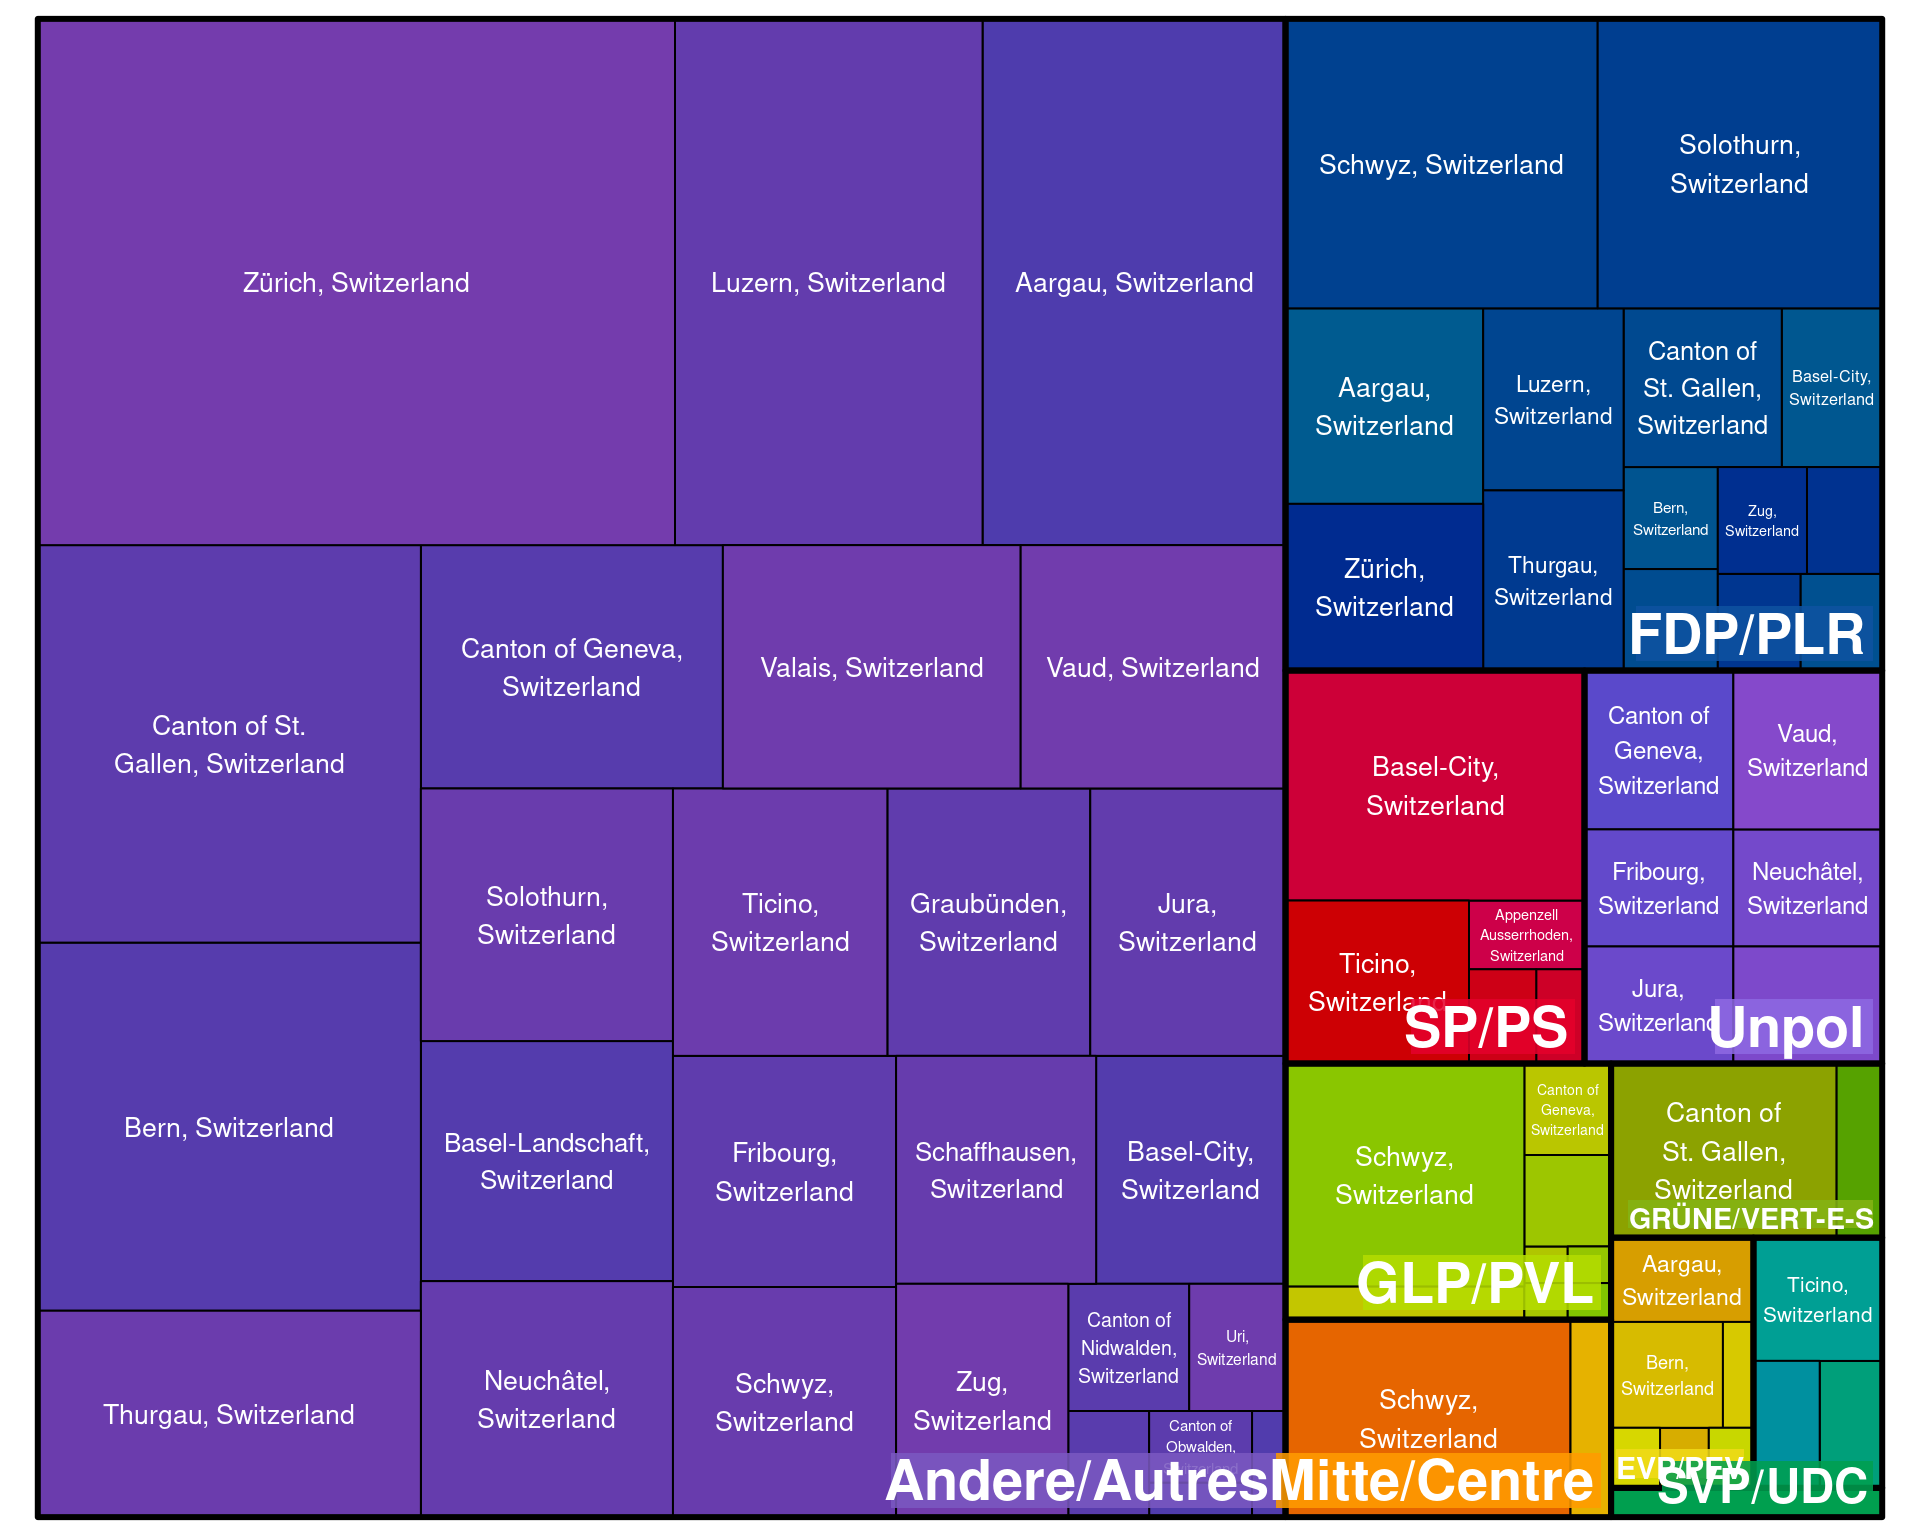 Zürich, Switzerland
Luzern, Switzerland
Aargau, Switzerland
Canton of St.
Gallen, Switzerland
Canton of Geneva,
Switzerland
Valais, Switzerland
Vaud, Switzerland
Bern, Switzerland
Solothurn,
Switzerland
Ticino,
Switzerland
Graubünden,
Switzerland
Jura,
Switzerland
Basel-Landschaft,
Switzerland
Fribourg,
Switzerland
Schaffhausen,
Switzerland
Basel-City,
Switzerland
Thurgau, Switzerland
Neuchâtel,
Switzerland
Schwyz,
Switzerland
Zug,
Switzerland
Canton of
Nidwalden,
Switzerland
Uri,
Switzerland
Canton of
Obwalden,
Switzerland
Andere/Autres
Schwyz, Switzerland
Solothurn,
Switzerland
Aargau,
Switzerland
Luzern,
Switzerland
Canton of
St. Gallen,
Switzerland
Basel-City,
Switzerland
Zürich,
Switzerland
Thurgau,
Switzerland
Bern,
Switzerland
Zug,
Switzerland
FDP/PLR
Basel-City,
Switzerland
Ticino,
Switzerland
Appenzell
Ausserrhoden,
Switzerland
SP/PS
Canton of
Geneva,
Switzerland
Vaud,
Switzerland
Fribourg,
Switzerland
Neuchâtel,
Switzerland
Jura,
Switzerland
Unpol
Schwyz,
Switzerland
Canton of
Geneva,
Switzerland
GLP/PVL
Canton of
St. Gallen,
Switzerland
GRÜNE/VERT-E-S
Schwyz,
Switzerland
Mitte/Centre
Aargau,
Switzerland
Bern,
Switzerland
EVP/PEV
Ticino,
Switzerland
SVP/UDC